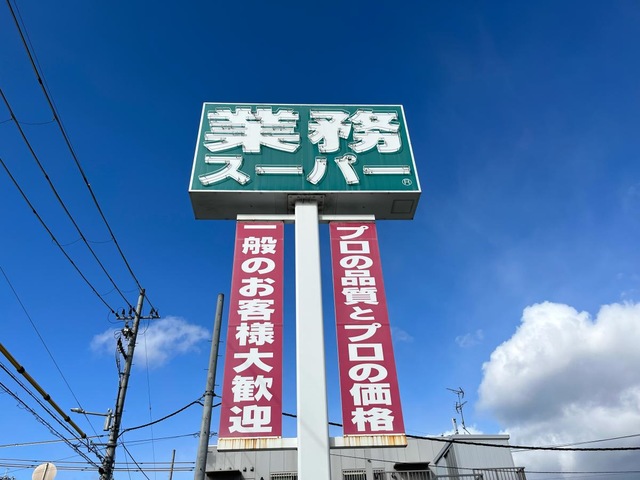 業務
スーパー®
プロの品質とプロの価格
一般のお客様大歓迎